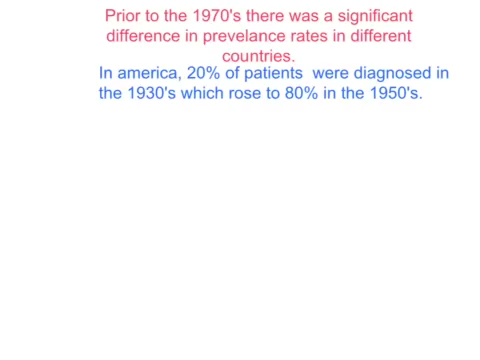 Prior to the 1970's there was a significant
difference in prevelance rates in different
countries.
In america, 20% of patients  were diagnosed in
the 1930's which rose to 80% in the 1950's.